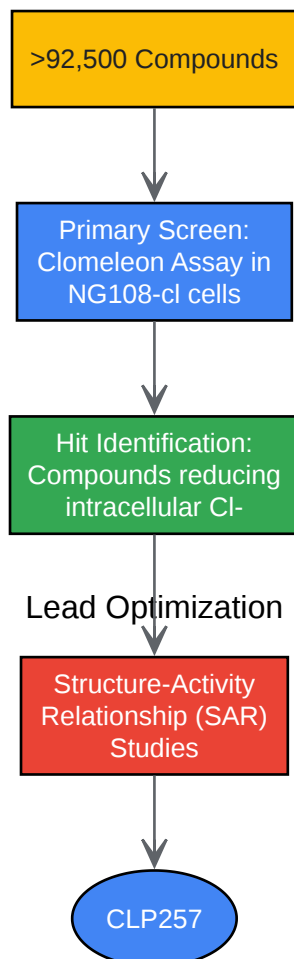 >92,500 Compounds
Primary Screen:
Clomeleon Assay in
NG108-cl cells
Hit Identification:
Compounds reducing
intracellular Cl-
Lead Optimization
Structure-Activity
Relationship (SAR)
Studies
CLP257